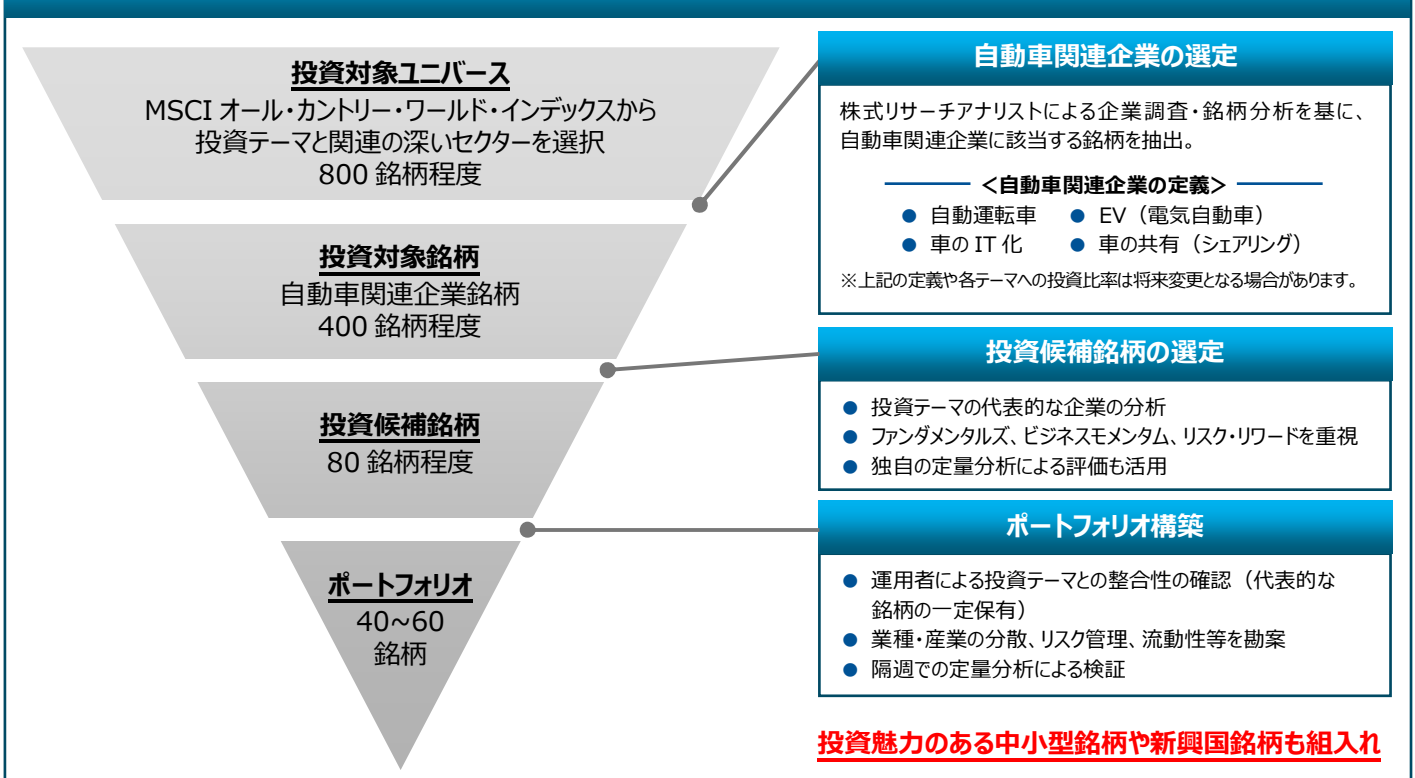 投資対象ユニバース
MSCI オール・カントリー・ワールド・インデックスから
投資テーマと関連の深いセクターを選択
800 銘柄程度
投資対象銘柄
自動車関連企業銘柄
400 銘柄程度
投資候補銘柄
80 銘柄程度
ポートフォリオ
40~60
銘柄
自動車関連企業の選定
株式リサーチアナリストによる企業調査・銘柄分析を基に、
自動車関連企業に該当する銘柄を抽出。
＜自動車関連企業の定義＞
● 自動運転車 ● EV（電気自動車）
● 車の IT 化 ● 車の共有（シェアリング）
※上記の定義や各テーマへの投資比率は将来変更となる場合があります。
投資候補銘柄の選定
● 投資テーマの代表的な企業の分析
● ファンダメンタルズ、ビジネスモメンタム、リスク・リワードを重視
● 独自の定量分析による評価も活用
ポートフォリオ構築
● 運用者による投資テーマとの整合性の確認（代表的な
銘柄の一定保有）
● 業種・産業の分散、リスク管理、流動性等を勘案
● 隔週での定量分析による検証
投資魅力のある中小型銘柄や新興国銘柄も組入れ